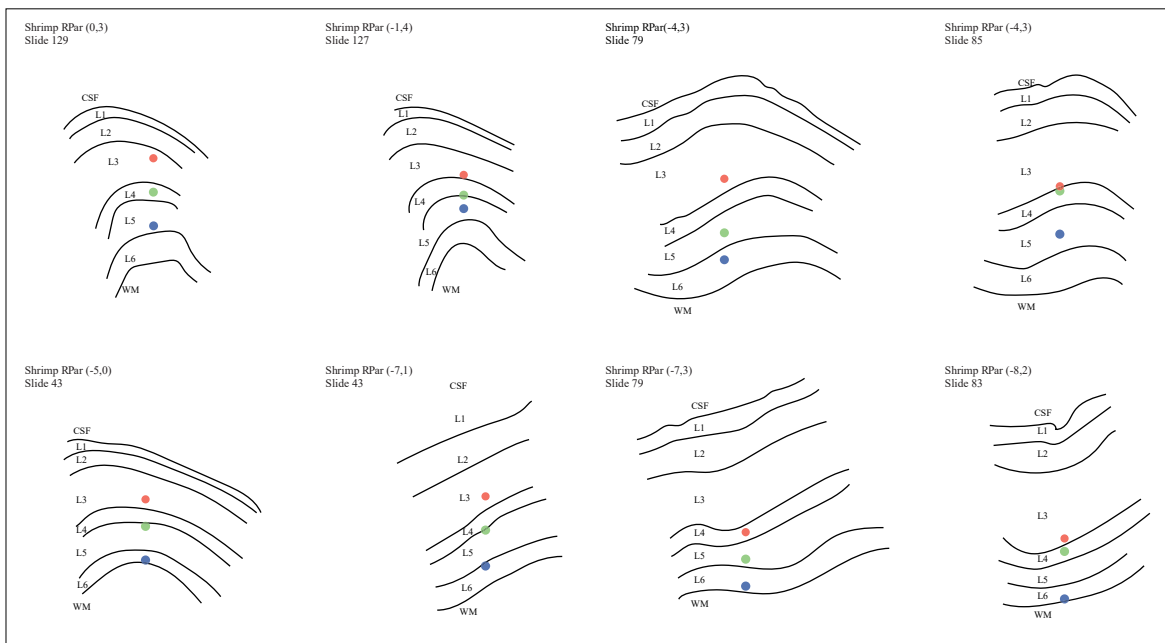 Shrimp RPar (0,3)
Slide 129
CSF
L1
L2
L3
L4
L5
L6
WM
Shrimp RPar (-1,4)
Slide 127
CSF
L1
L2
L3
L4
L5
L6
WM
Shrimp RPar(-4,3)
Slide 79
CSF
L1
L2
L3
L4
L5
L6
WM
Shrimp RPar (-4,3)
Slide 85
CSF
L1
L2
L3
L4
L5
L6
WM
Shrimp RPar (-5,0)
Slide 43
CSF
L1
L2
L3
L4
L5
L6
WM
Shrimp RPar (-7,1)
Slide 43
CSF
L1
L2
L3
L4
L5
L6
WM
Shrimp RPar (-7,3)
Slide 79
CSF
L1
L2
L3
L4
L5
L6
WM
Shrimp RPar (-8,2)
Slide 83
CSF
L1
L2
L3
L4
L5
L6
WM